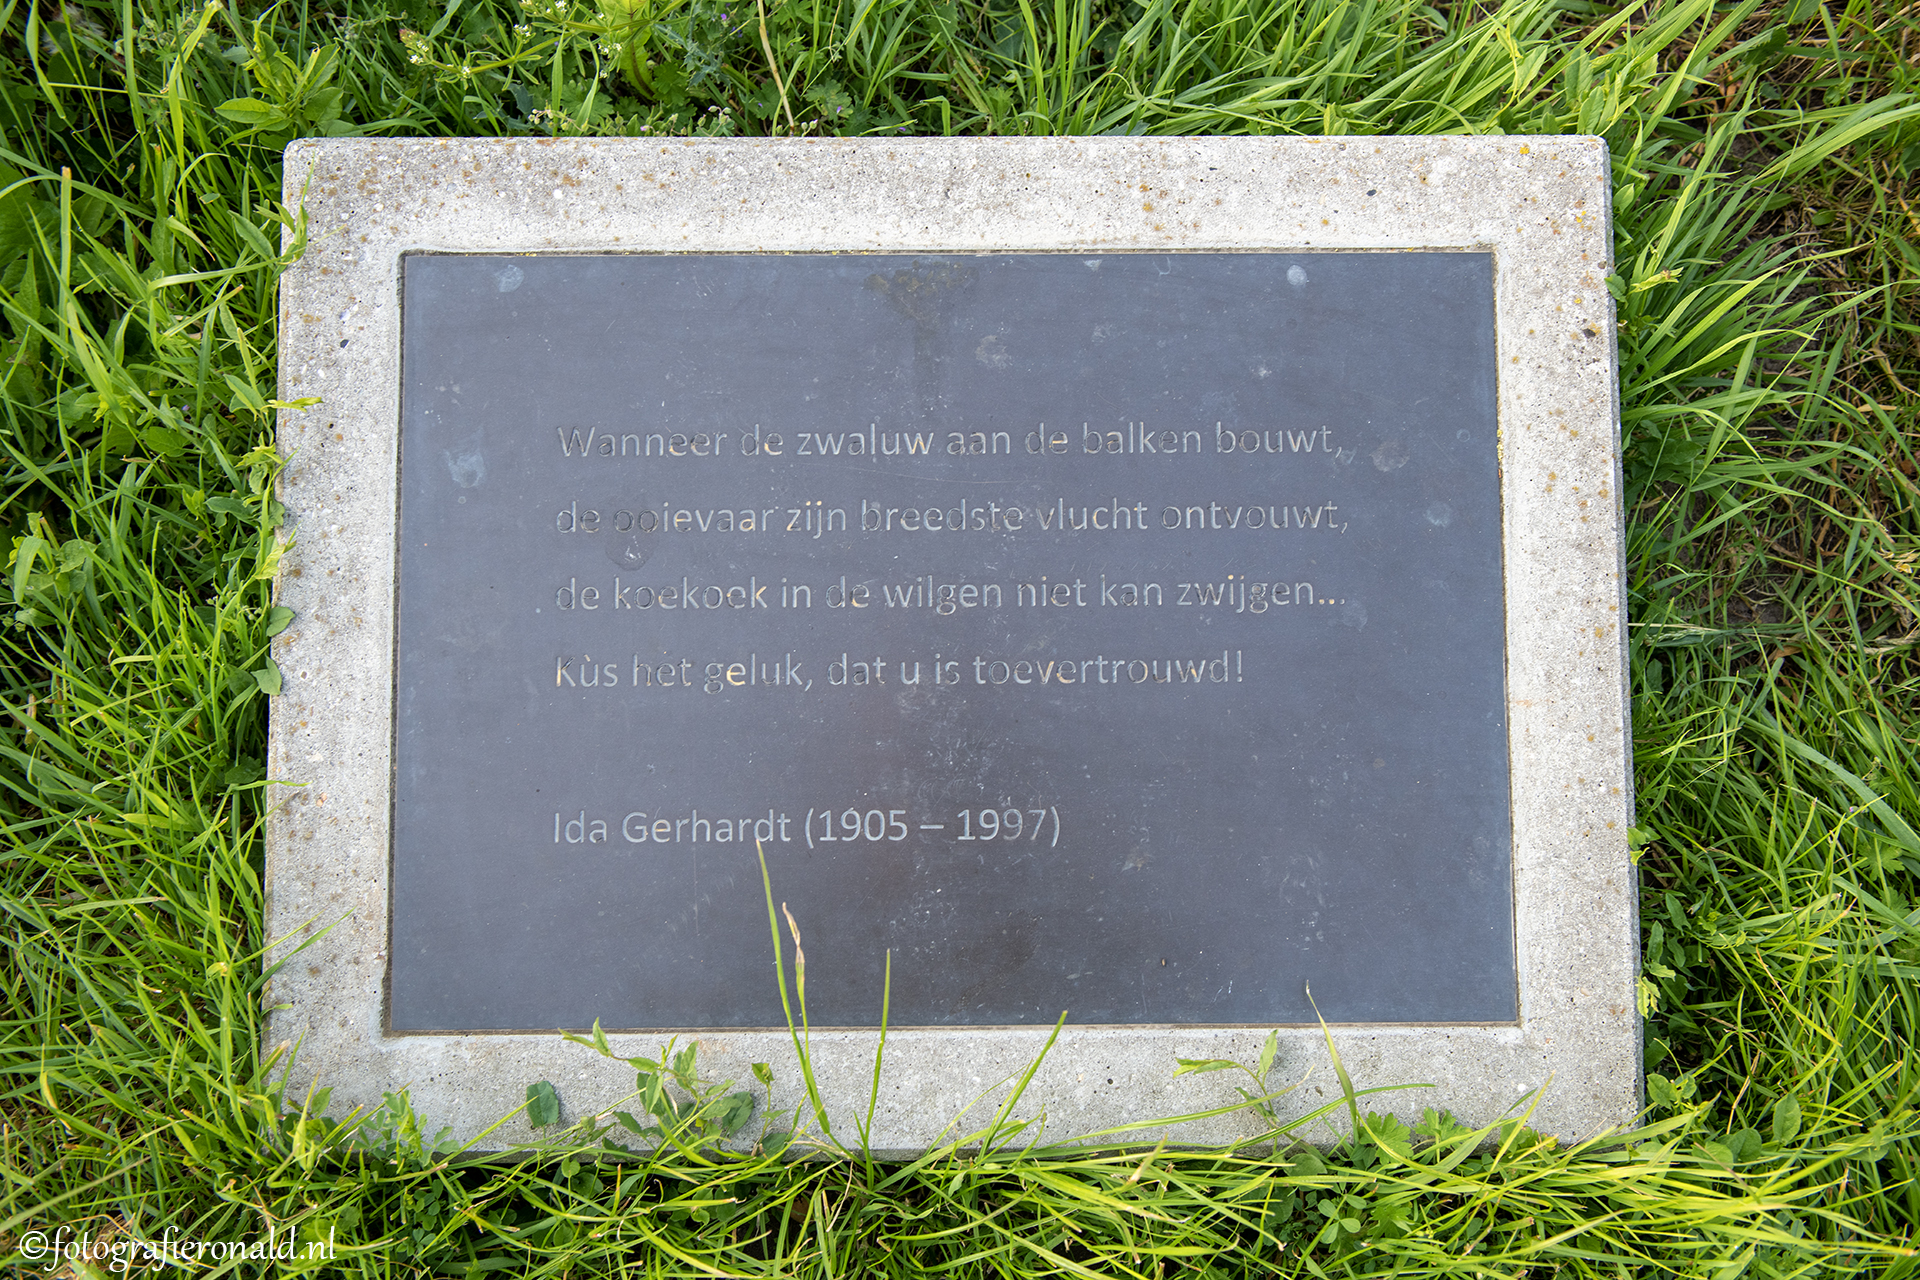 Wanneer de zwaluw aan de balken bouwt,
de ooievaar zijn breedste vlucht ontvouwt,
de koekoek in de wilgen niet kan zwijgen...
Kùs het geluk, dat u is toevertrouwd!
Ida Gerhardt (1905 – 1997)
©fotografieronald.nl